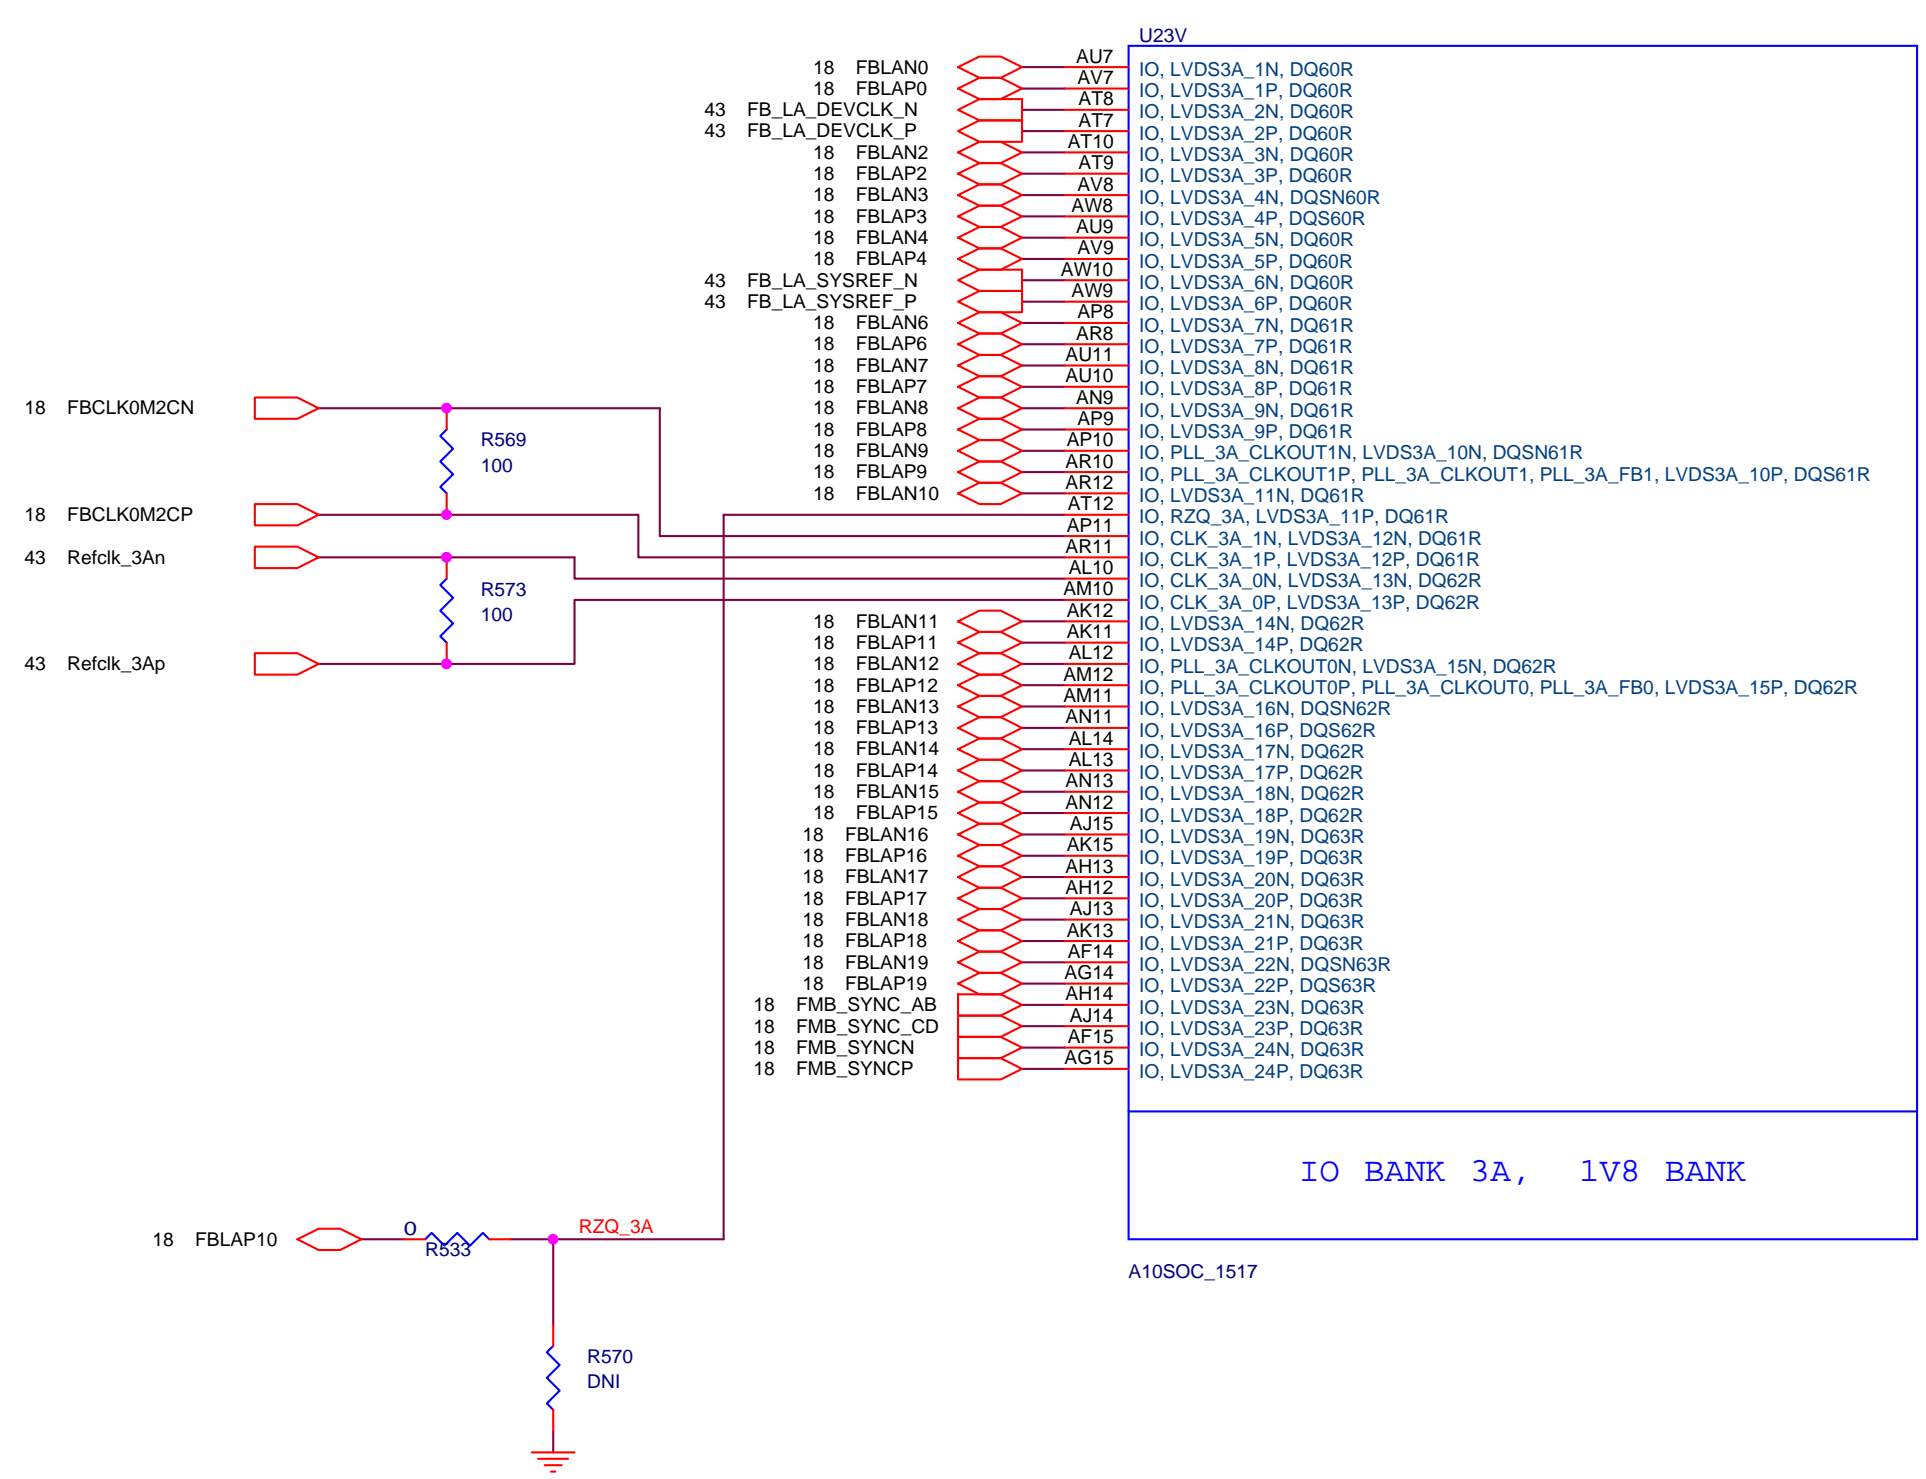 U23V
18 FBLAN0 AU7 IO, LVDS3A_1N, DQ60R
18 FBLAP0 AV7 IO, LVDS3A_1P, DQ60R
43 FB_LA_DEVCLK_N AT8 IO, LVDS3A_2N, DQ60R
43 FB_LA_DEVCLK_P AT7 IO, LVDS3A_2P, DQ60R
18 FBLAN2 AT10 IO, LVDS3A_3N, DQ60R
18 FBLAP2 AT9 IO, LVDS3A_3P, DQ60R
18 FBLAN3 AV8 IO, LVDS3A_4N, DQSN60R
18 FBLAP3 AW8 IO, LVDS3A_4P, DQS60R
18 FBLAN4 AU9 IO, LVDS3A_5N, DQ60R
18 FBLAP4 AV9 IO, LVDS3A_5P, DQ60R
43 FB_LA_SYSREF_N AW10 IO, LVDS3A_6N, DQ60R
43 FB_LA_SYSREF_P AW9 IO, LVDS3A_6P, DQ60R
18 FBLAN6 AP8 IO, LVDS3A_7N, DQ61R
18 FBLAP6 AR8 IO, LVDS3A_7P, DQ61R
18 FBLAN7 AU11 IO, LVDS3A_8N, DQ61R
18 FBLAP7 AU10 IO, LVDS3A_8P, DQ61R
18 FBLAN8 AN9 IO, LVDS3A_9N, DQ61R
18 FBLAP8 AP9 IO, LVDS3A_9P, DQ61R
18 FBLAN9 AP10 IO, PLL_3A_CLKOUT1N, LVDS3A_10N, DQSN61R
18 FBLAP9 AR10 IO, PLL_3A_CLKOUT1P, PLL_3A_CLKOUT1, PLL_3A_FB1, LVDS3A_10P, DQS61R
18 FBLAN10 AR12 IO, LVDS3A_11N, DQ61R
AT12 IO, RZQ_3A, LVDS3A_11P, DQ61R
AP11 IO, CLK_3A_1N, LVDS3A_12N, DQ61R
AR11 IO, CLK_3A_1P, LVDS3A_12P, DQ61R
AL10 IO, CLK_3A_0N, LVDS3A_13N, DQ62R
AM10 IO, CLK_3A_0P, LVDS3A_13P, DQ62R
18 FBLAN11 AK12 IO, LVDS3A_14N, DQ62R
18 FBLAP11 AK11 IO, LVDS3A_14P, DQ62R
18 FBLAN12 AL12 IO, PLL_3A_CLKOUT0N, LVDS3A_15N, DQ62R
18 FBLAP12 AM12 IO, PLL_3A_CLKOUT0P, PLL_3A_CLKOUT0, PLL_3A_FB0, LVDS3A_15P, DQ62R
18 FBLAN13 AM11 IO, LVDS3A_16N, DQSN62R
18 FBLAP13 AN11 IO, LVDS3A_16P, DQS62R
18 FBLAN14 AL14 IO, LVDS3A_17N, DQ62R
18 FBLAP14 AL13 IO, LVDS3A_17P, DQ62R
18 FBLAN15 AN13 IO, LVDS3A_18N, DQ62R
18 FBLAP15 AN12 IO, LVDS3A_18P, DQ62R
18 FBLAN16 AJ15 IO, LVDS3A_19N, DQ63R
18 FBLAP16 AK15 IO, LVDS3A_19P, DQ63R
18 FBLAN17 AH13 IO, LVDS3A_20N, DQ63R
18 FBLAP17 AH12 IO, LVDS3A_20P, DQ63R
18 FBLAN18 AJ13 IO, LVDS3A_21N, DQ63R
18 FBLAP18 AK13 IO, LVDS3A_21P, DQ63R
18 FBLAN19 AF14 IO, LVDS3A_22N, DQSN63R
18 FBLAP19 AG14 IO, LVDS3A_22P, DQS63R
18 FMB_SYNC_AB AH14 IO, LVDS3A_23N, DQ63R
18 FMB_SYNC_CD AJ14 IO, LVDS3A_23P, DQ63R
18 FMB_SYNCN AF15 IO, LVDS3A_24N, DQ63R
18 FMB_SYNCP AG15 IO, LVDS3A_24P, DQ63R
18 FBCLK0M2CN
R569
100
18 FBCLK0M2CP
43 Refclk_3An
R573
100
43 Refclk_3Ap
IO BANK 3A, 1V8 BANK
A10SOC_1517
18 FBLAP10
0
R533
RZQ_3A
R570
DNI